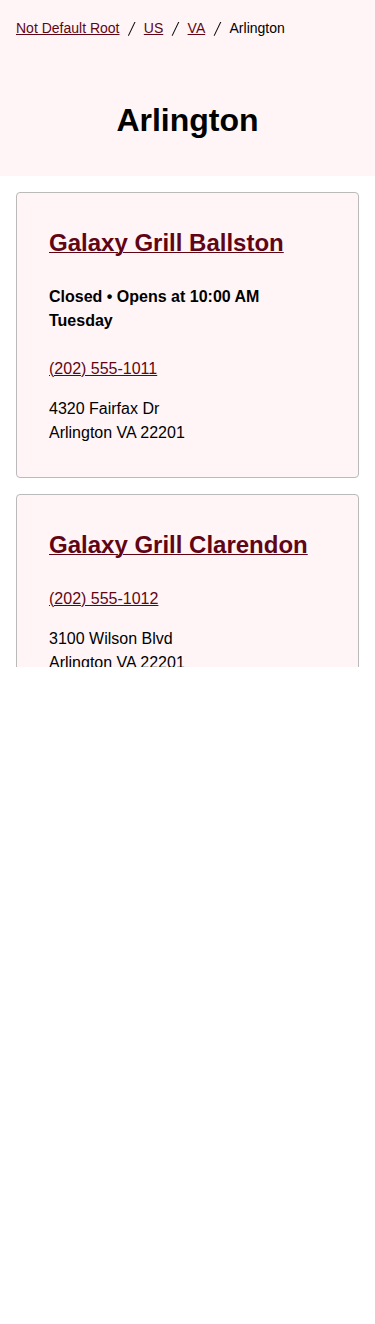 Not Default Root / US / VA / Arlington
Arlington
Galaxy Grill Ballston
Closed • Opens at 10:00 AM
Tuesday
(202) 555-1011
4320 Fairfax Dr
Arlington VA 22201
Galaxy Grill Clarendon
(202) 555-1012
3100 Wilson Blvd
Arlington VA 22201